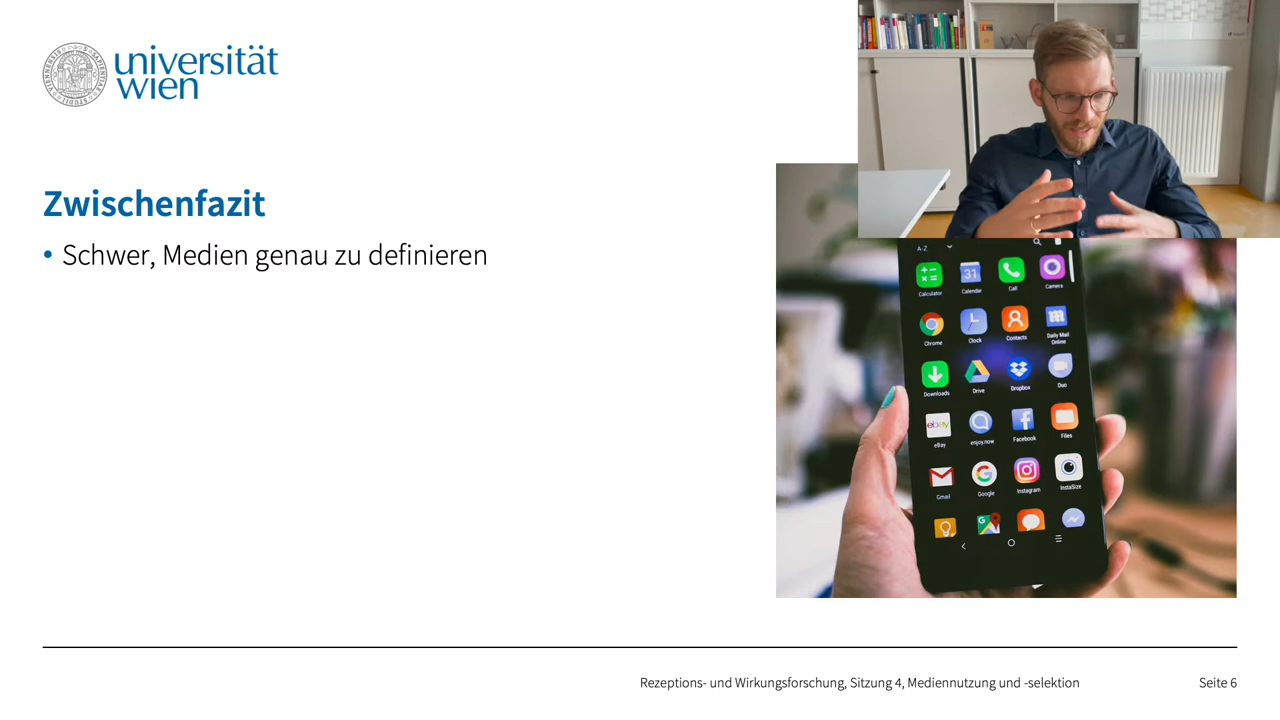 universität
wien
Zwischenfazit
• Schwer, Medien genau zu definieren
A-Z
Calculator
Calendar
Call
Camera
31
Chrome
Clock
Contacts
Daily Mail
Online
Downloads
Drive
Dropbox
Duo
ebay
eBay
enjoy.now
Facebook
Files
Gmail
Google
Instagram
InstaSize
Rezeptions- und Wirkungsforschung, Sitzung 4, Mediennutzung und -selektion
Seite 6